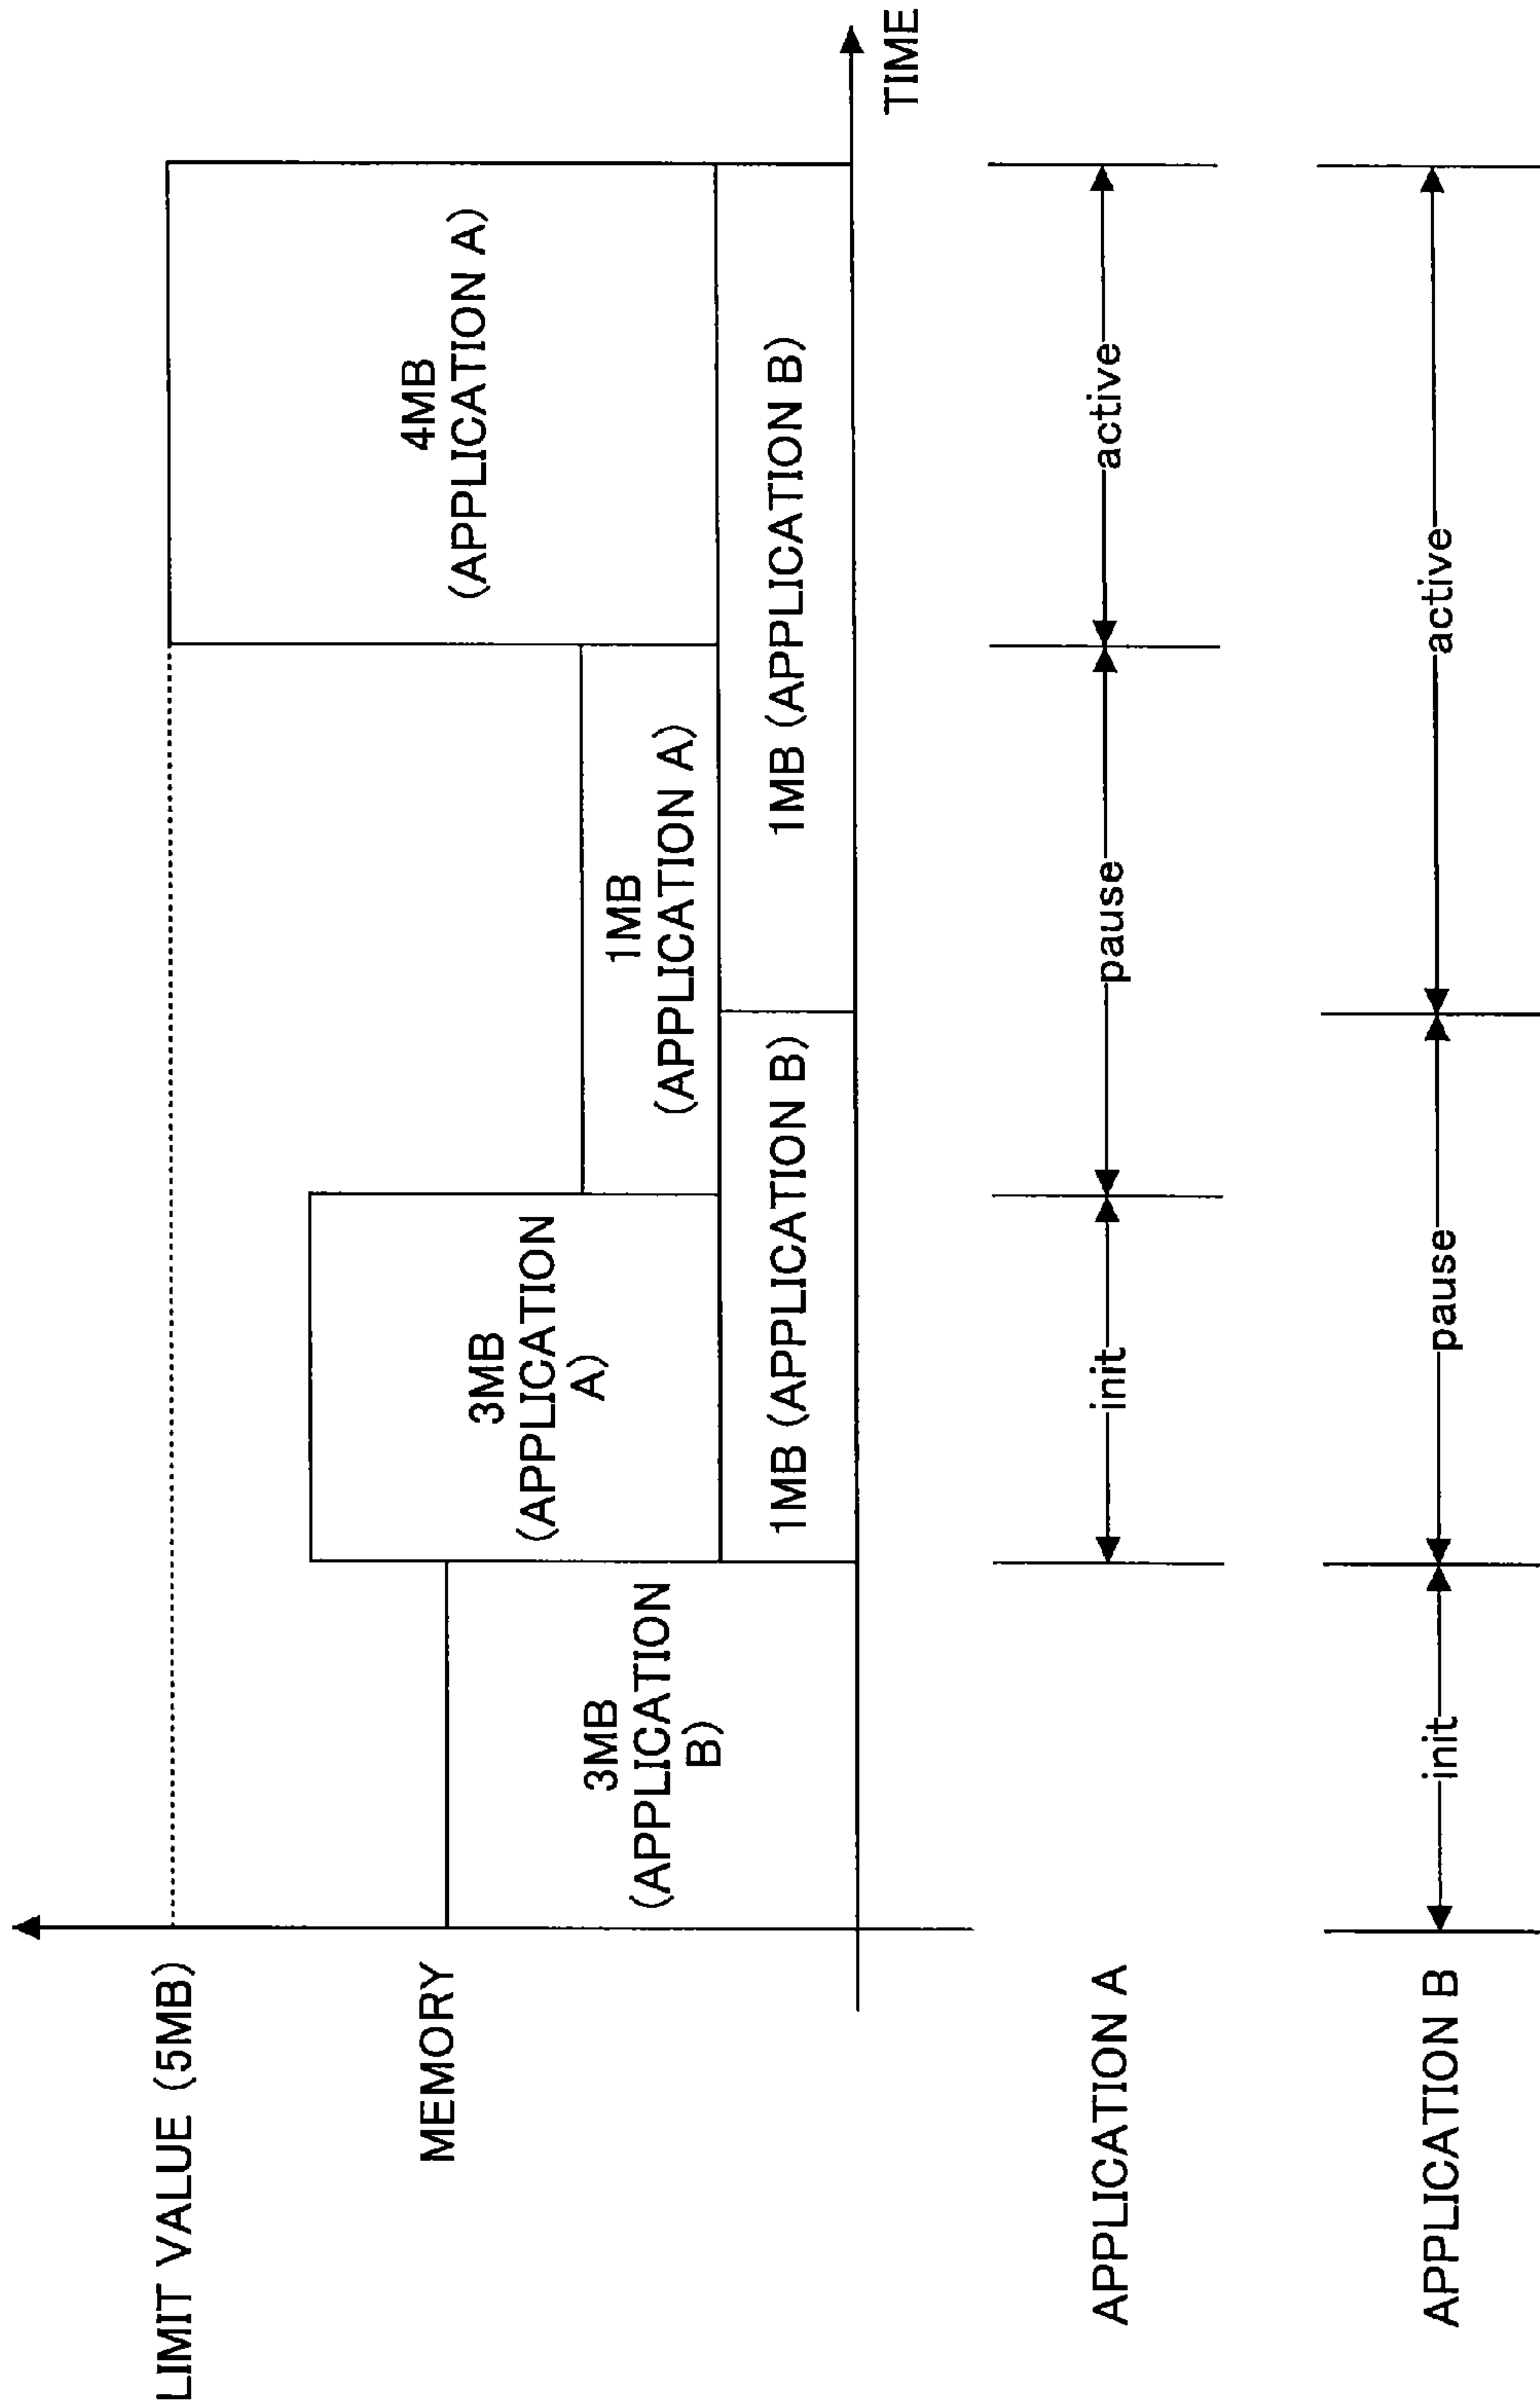 LIMIT VALUE (5MB)
MEMORY
3MB
(APPLICATION
B)
3MB
(APPLICATION
A)
1MB
(APPLICATION A)
4MB
(APPLICATION A)
1MB (APPLICATION B)
1MB (APPLICATION B)
TIME
APPLICATION A
init
pause
active
APPLICATION B
init
pause
active